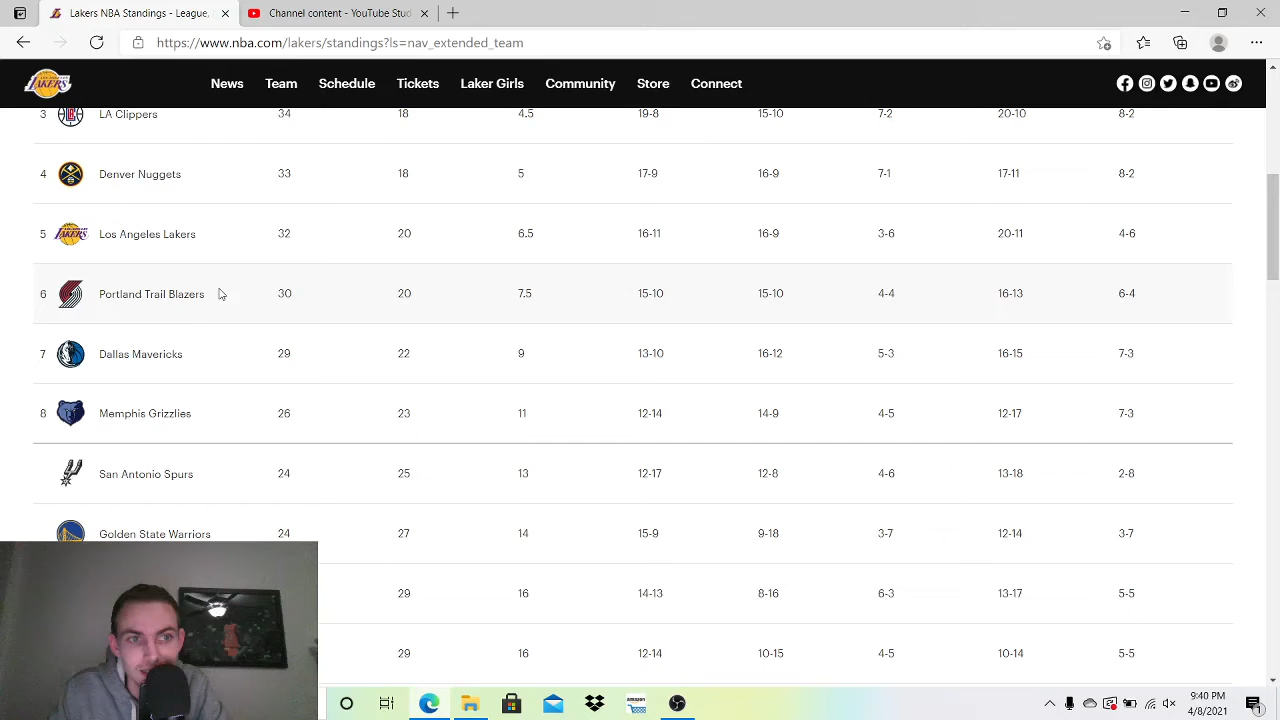 Lakers NBA Standings - League
Channel content - YouTube Stud
https://www.nba.com/lakers/standings?ls=nav_extended_team
LAKERS News Team Schedule Tickets Laker Girls Community Store Connect
3 LA Clippers 34 18 4.5 19-8 15-10 7-2 20-10 8-2
4 Denver Nuggets 33 18 5 17-9 16-9 7-1 17-11 8-2
5 LAKERS Los Angeles Lakers 32 20 6.5 16-11 16-9 3-6 20-11 4-6
6 Portland Trail Blazers 30 20 7.5 15-10 15-10 4-4 16-13 6-4
7 Dallas Mavericks 29 22 9 13-10 16-12 5-3 16-15 7-3
8 Memphis Grizzlies 26 23 11 12-14 14-9 4-5 12-17 7-3
San Antonio Spurs 24 25 13 12-17 12-8 4-6 13-18 2-8
Golden State Warriors 24 27 14 15-9 9-18 3-7 12-14 3-7
29 16 14-13 8-16 6-3 13-17 5-5
29 16 12-14 10-15 4-5 10-14 5-5
amazon
9:40 PM
4/8/2021